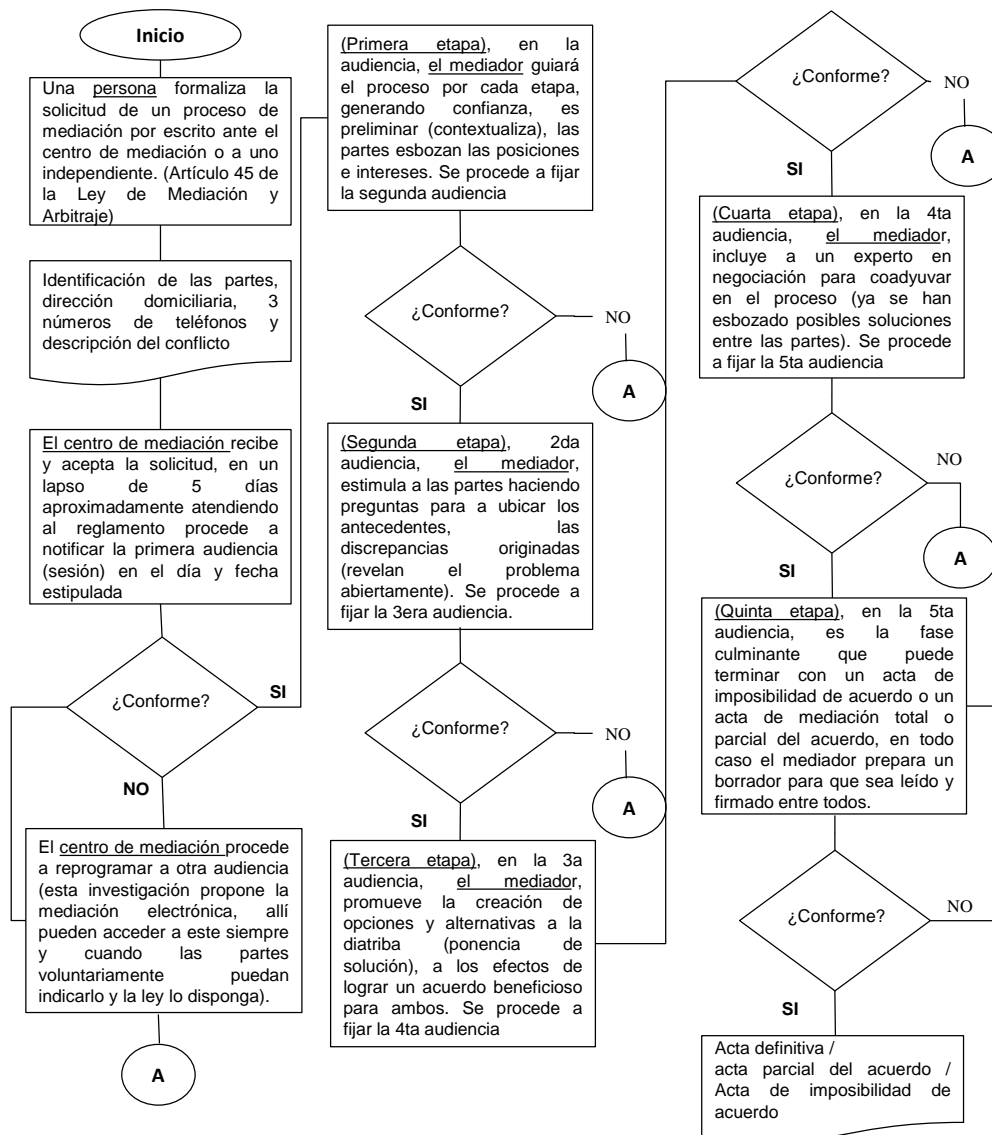 Inicio
Una persona formaliza la
solicitud de un proceso de
mediación por escrito ante el
centro de mediación o a uno
independiente. (Artículo 45 de
la Ley de Mediación y
Arbitraje)
Identificación de las partes,
dirección domiciliaria, 3
números de teléfonos y
descripción del conflicto
El centro de mediación recibe
y acepta la solicitud, en un
lapso de 5 días
aproximadamente atendiendo
al reglamento procede a
notificar la primera audiencia
(sesión) en el día y fecha
estipulada
¿Conforme?
SI
NO
El centro de mediación procede
a reprogramar a otra audiencia
(esta investigación propone la
mediación electrónica, allí
pueden acceder a este siempre
y cuando las partes
voluntariamente puedan
indicarlo y la ley lo disponga).
A
(Primera etapa), en la
audiencia, el mediador guiará
el proceso por cada etapa,
generando confianza, es
preliminar (contextualiza), las
partes esbozan las posiciones
e intereses. Se procede a fijar
la segunda audiencia
¿Conforme?
NO
A
SI
(Segunda etapa), 2da
audiencia, el mediador,
estimula a las partes haciendo
preguntas para a ubicar los
antecedentes, las
discrepancias originadas
(revelan el problema
abiertamente). Se procede a
fijar la 3era audiencia.
¿Conforme?
NO
A
SI
(Tercera etapa), en la 3a
audiencia, el mediador,
promueve la creación de
opciones y alternativas a la
diatriba (ponencia de
solución), a los efectos de
lograr un acuerdo beneficioso
para ambos. Se procede a
fijar la 4ta audiencia
¿Conforme?
NO
A
SI
(Cuarta etapa), en la 4ta
audiencia, el mediador,
incluye a un experto en
negociación para coadyuvar
en el proceso (ya se han
esbozado posibles soluciones
entre las partes). Se procede
a fijar la 5ta audiencia
¿Conforme?
NO
A
SI
(Quinta etapa), en la 5ta
audiencia, es la fase
culminante que puede
terminar con un acta de
imposibilidad de acuerdo o un
acta de mediación total o
parcial del acuerdo, en todo
caso el mediador prepara un
borrador para que sea leído y
firmado entre todos.
¿Conforme?
NO
SI
Acta definitiva /
acta parcial del acuerdo /
Acta de imposibilidad de
acuerdo